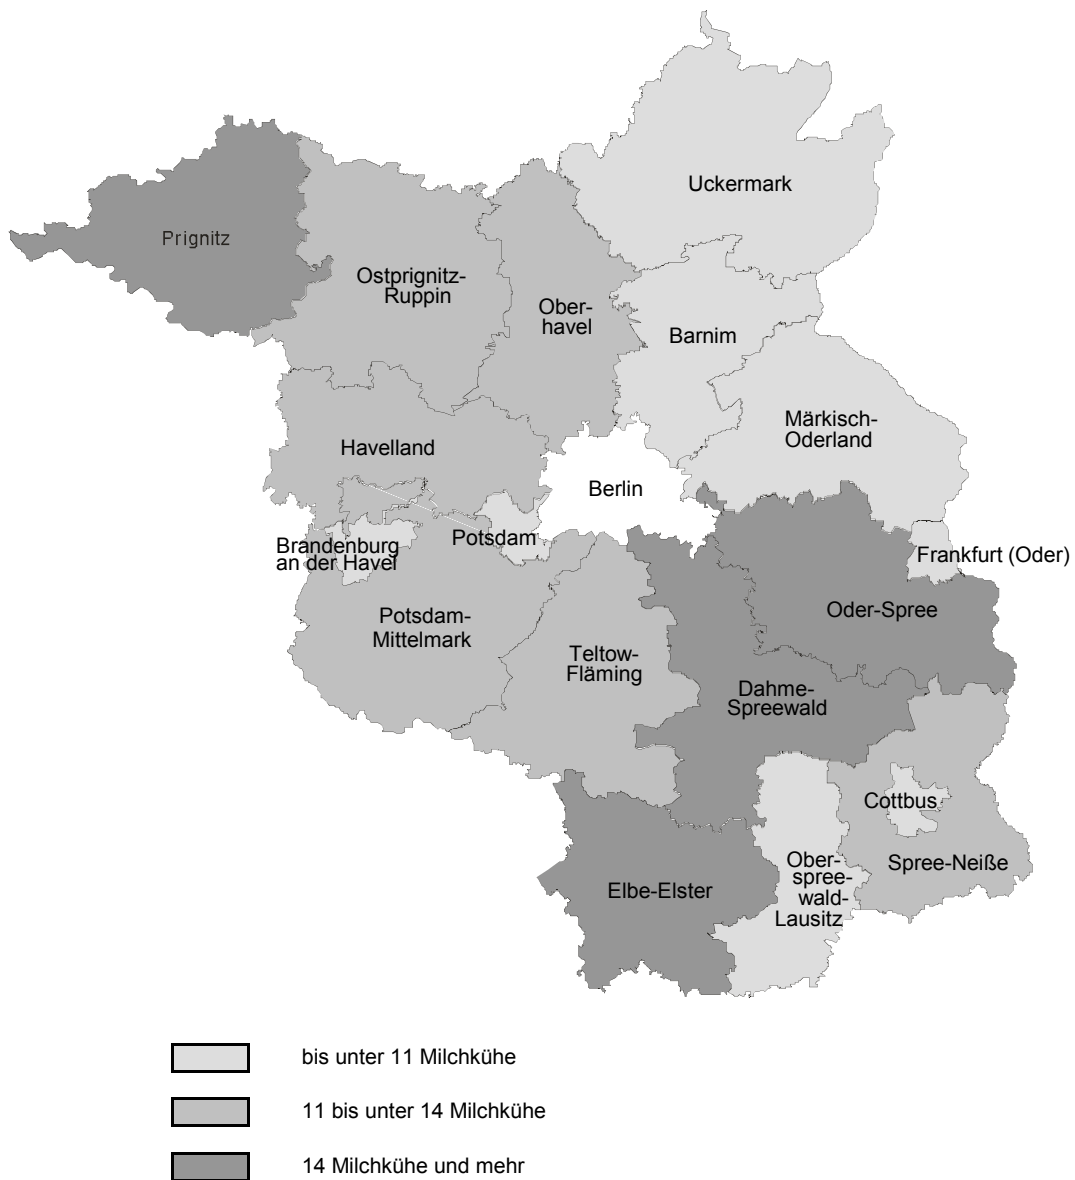 Uckermark
Prignitz
Ostprignitz-
Ruppin
Ober-
havel
Barnim
Märkisch-
Oderland
Havelland
Berlin
Potsdam
Brandenburg
an der Havel
Frankfurt (Oder)
Oder-Spree
Potsdam-
Mittelmark
Teltow-
Fläming
Dahme-
Spreewald
Cottbus
Spree-Neiße
Ober-
spree-
wald-
Lausitz
Elbe-Elster
bis unter 11 Milchkühe
11 bis unter 14 Milchkühe
14 Milchkühe und mehr